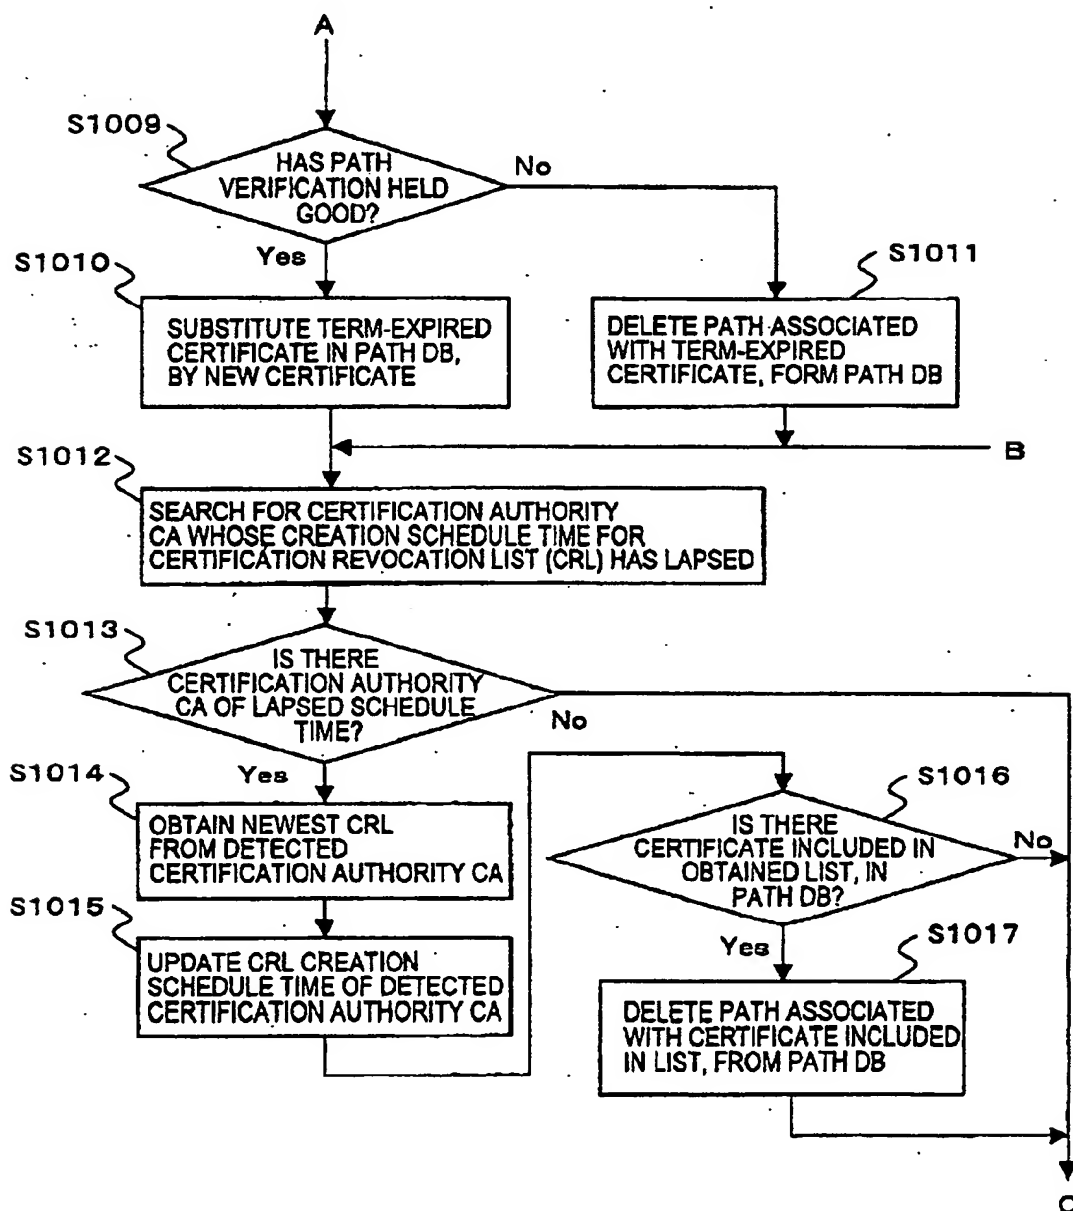 A
S1009
HAS PATH
VERIFICATION HELD
GOOD?
No
Yes
S1010
SUBSTITUTE TERM-EXPIRED
CERTIFICATE IN PATH DB,
BY NEW CERTIFICATE
S1011
DELETE PATH ASSOCIATED
WITH TERM-EXPIRED
CERTIFICATE, FORM PATH DB
B
S1012
SEARCH FOR CERTIFICATION AUTHORITY
CA WHOSE CREATION SCHEDULE TIME FOR
CERTIFICATION REVOCATION LIST (CRL) HAS LAPSED
S1013
IS THERE
CERTIFICATION AUTHORITY
CA OF LAPSED SCHEDULE
TIME?
No
Yes
S1014
OBTAIN NEWEST CRL
FROM DETECTED
CERTIFICATION AUTHORITY CA
S1015
UPDATE CRL CREATION
SCHEDULE TIME OF DETECTED
CERTIFICATION AUTHORITY CA
S1016
IS THERE
CERTIFICATE INCLUDED IN
OBTAINED LIST, IN
PATH DB?
No
Yes
S1017
DELETE PATH ASSOCIATED
WITH CERTIFICATE INCLUDED
IN LIST, FROM PATH DB
C